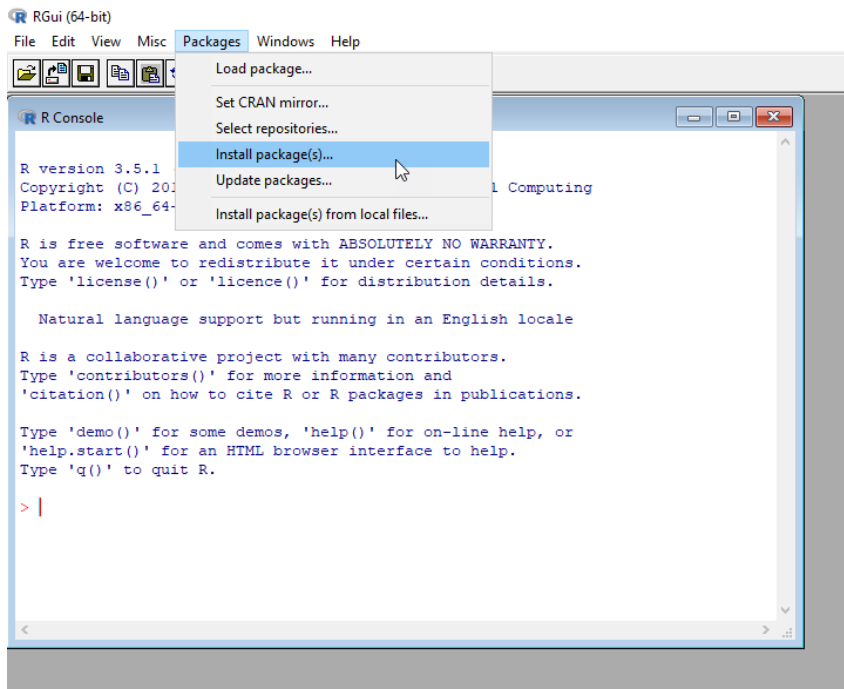 RGui (64-bit)
File Edit View Misc Packages Windows Help
Load package...
Set CRAN mirror...
Select repositories...
Install package(s)...
Update packages...
Install package(s) from local files...
R Console
R version 3.5.1
Copyright (C) 201 l Computing
Platform: x86_64-
R is free software and comes with ABSOLUTELY NO WARRANTY.
You are welcome to redistribute it under certain conditions.
Type 'license()' or 'licence()' for distribution details.
Natural language support but running in an English locale
R is a collaborative project with many contributors.
Type 'contributors()' for more information and
'citation()' on how to cite R or R packages in publications.
Type 'demo()' for some demos, 'help()' for on-line help, or
'help.start()' for an HTML browser interface to help.
Type 'q()' to quit R.
>